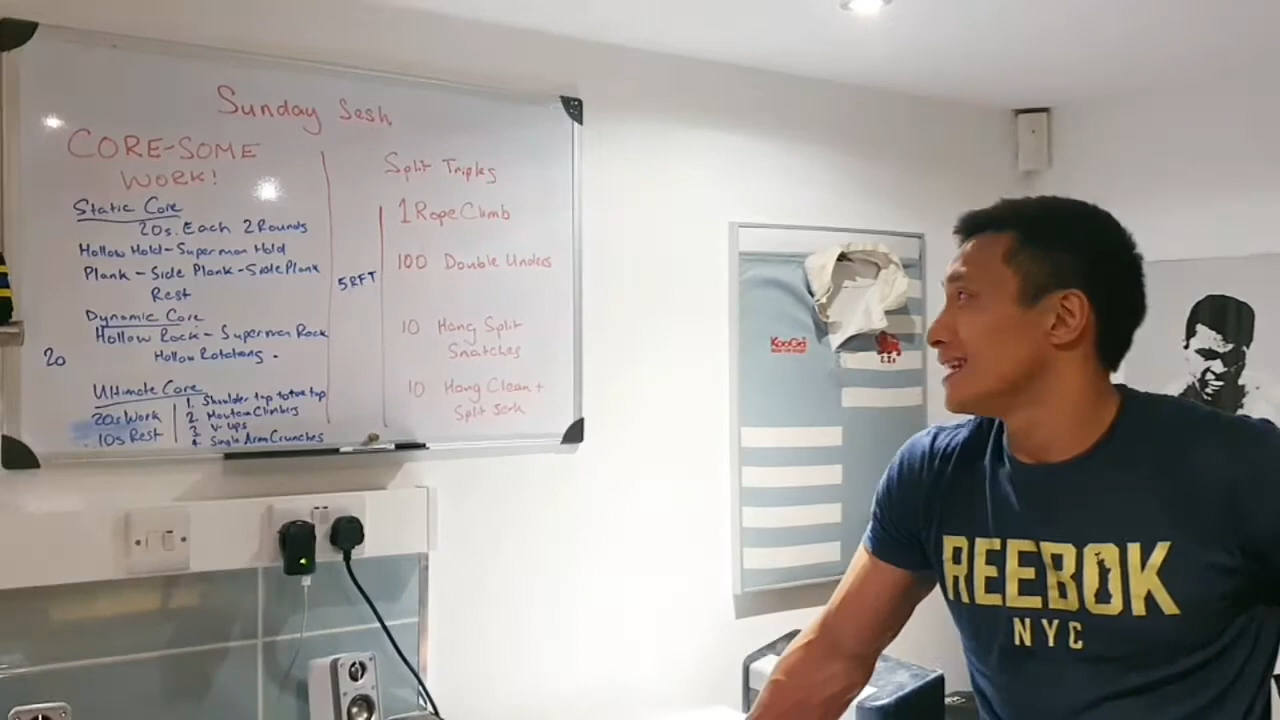 Sunday Sesh
CORE-SOME
WORK!
Static Core
20s. Each 2 Rounds
Hollow Hold - Superman Hold
Plank - Side Plank - Side Plank
Rest
Dynamic Core
Hollow Rock - Superman Rock
20 Hollow Rotations.
Ultimate Core
20s Work
10s Rest
1. Shoulder tap to toe tap
2. Mountain Climbers
3. V-ups
4. Single Arm Crunches
5RFT
Split Triples
1 Rope Climb
100 Double Unders
10 Hang Split
Snatches
10 Hang Clean +
Split Jerk
KooGa
REEBOK
NYC